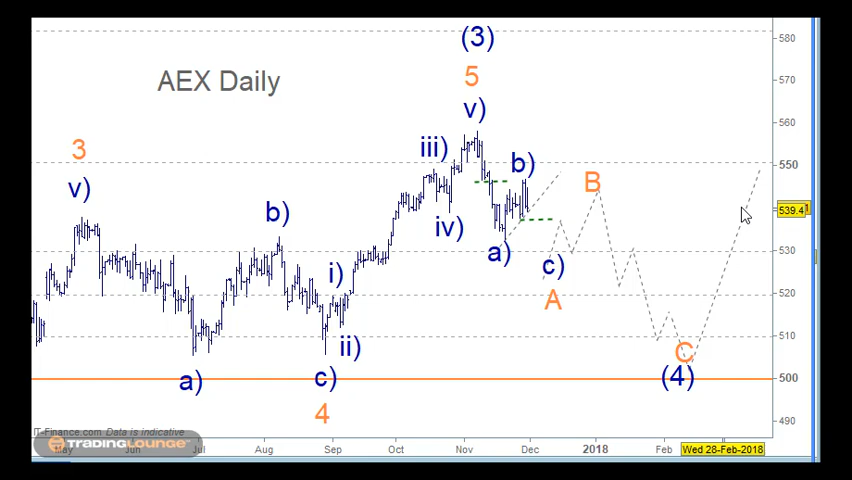 (3)
580
AEX Daily
5
570
v)
560
3
iii)
b)
550
v)
B
b)
539.4
iv)
a)
530
i)
c)
520
A
ii)
510
C
a)
c)
(4)
500
4
490
IT-Finance.com Data is indicative
TRADINGLOUNGE
May Jun Jul Aug Sep Oct Nov Dec 2018 Feb Wed 28-Feb-2018